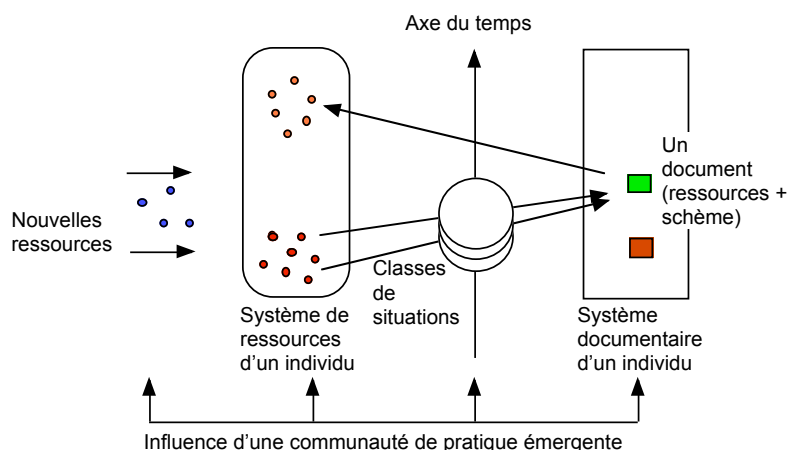 Axe du temps
Nouvelles
ressources
Un
document
(ressources +
schème)
Classes
de
situations
Système de
ressources
d'un individu
Système
documentaire
d'un individu
Influence d'une communauté de pratique émergente